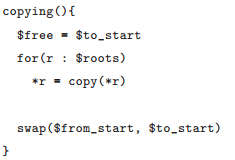 copying(){
  $free = $to_start
  for(r : $roots)
    *r = copy(*r)

  swap($from_start, $to_start)
}